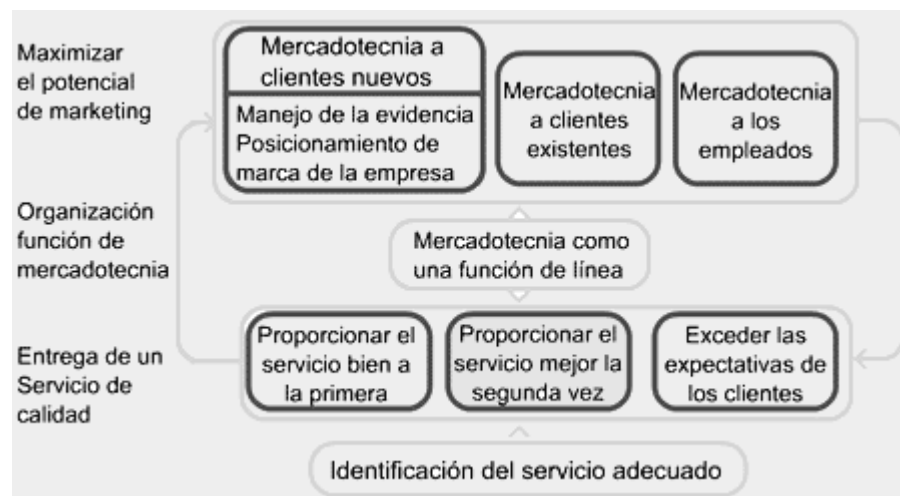 Maximizar
el potencial
de marketing
Mercadotecnia a
clientes nuevos
Manejo de la evidencia
Posicionamiento de
marca de la empresa
Mercadotecnia
a clientes
existentes
Mercadotecnia
a los
empleados
Organización
función de
mercadotecnia
Mercadotecnia como
una función de línea
Entrega de un
Servicio de
calidad
Proporcionar el
servicio bien a
la primera
Proporcionar el
servicio mejor la
segunda vez
Exceder las
expectativas de
los clientes
Identificación del servicio adecuado